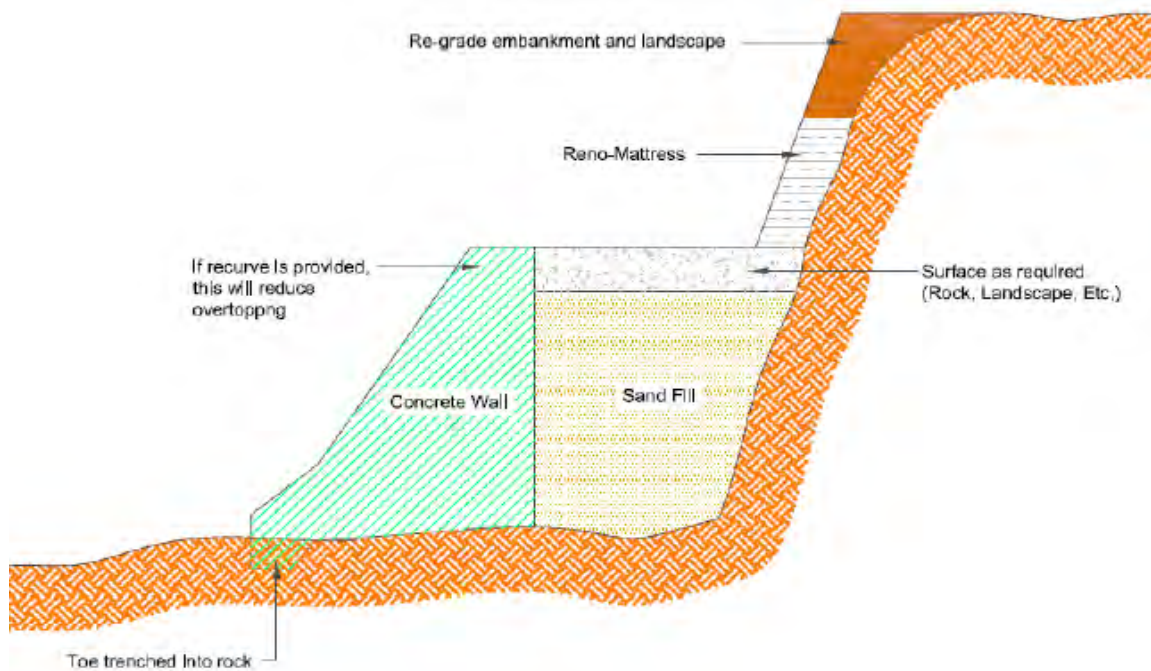 Re-grade embankment and landscape
Reno-Mattress
If recurve is provided,
this will reduce
overtoppng
Surface as required
(Rock, Landscape, Etc.)
Concrete Wall
Sand Fill
Toe trenched into rock